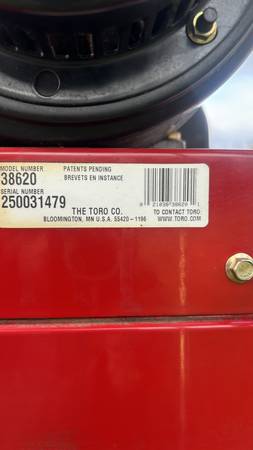 MODEL NUMBER PATENTS PENDING
38620 BREVETS EN INSTANCE
SERIAL NUMBER
250031479
THE TORO CO. TO CONTACT TORO
BLOOMINGTON, MN U.S.A. 55420-1196 WWW.TORO.COM